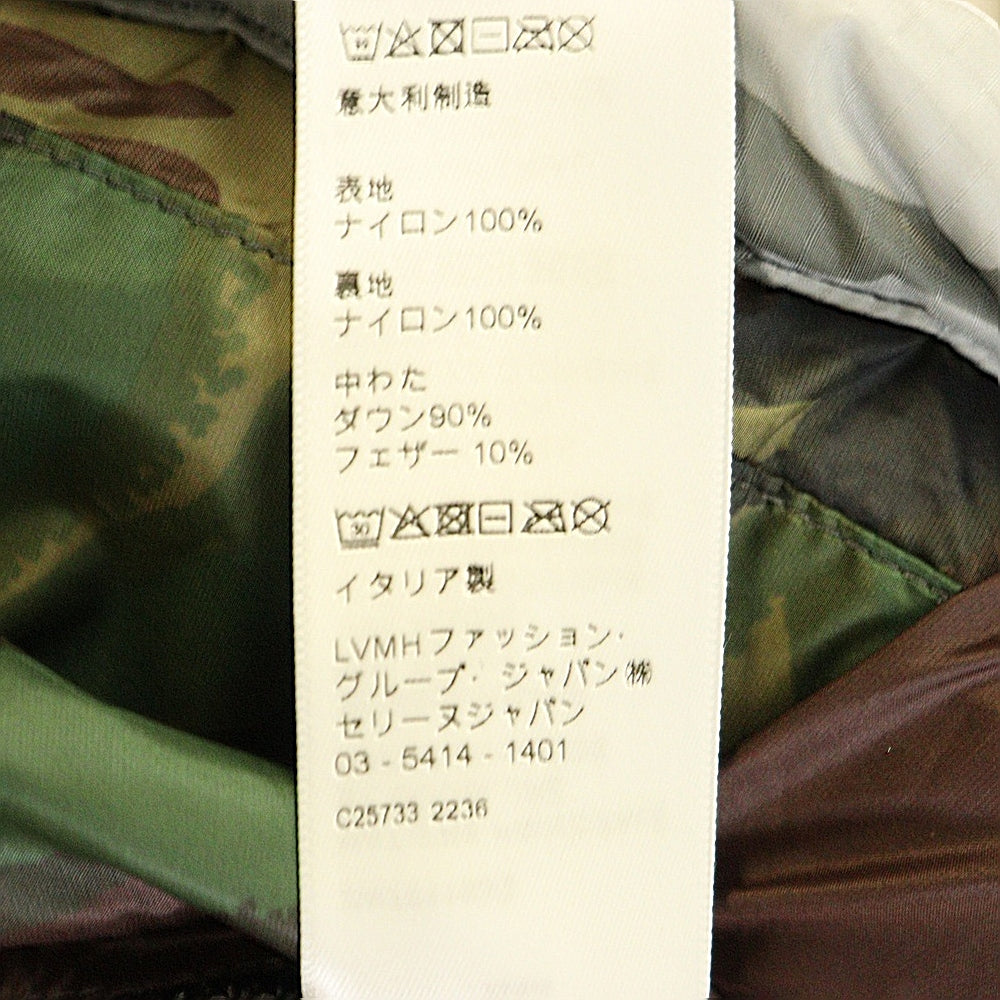 意大利制造
表地
ナイロン100%
裏地
ナイロン100%
中わた
ダウン90%
フェザー 10%
30
イタリア製
LVMHファッション・
グループ・ジャパン㈱
セリーヌジャパン
03 - 5414 - 1401
C25733 2236